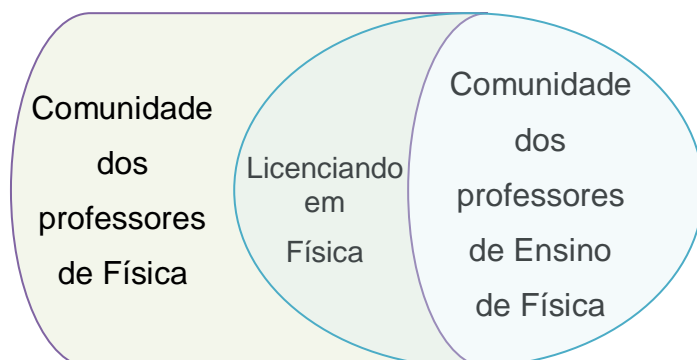 Comunidade
dos
professores
de Física
Licenciando
em
Física
Comunidade
dos
professores
de Ensino
de Física